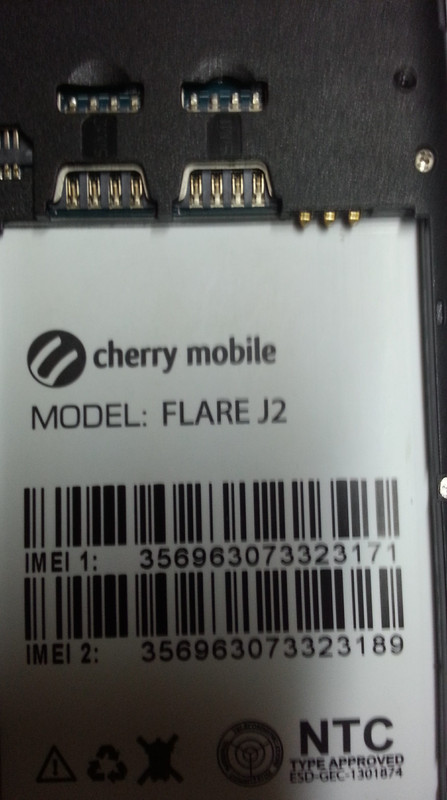 cherry mobile
MODEL: FLARE J2
IMEI 1: 356963073323171
IMEI 2: 356963073323189
NTC
TYPE APPROVED
ESD-GEC-1301874